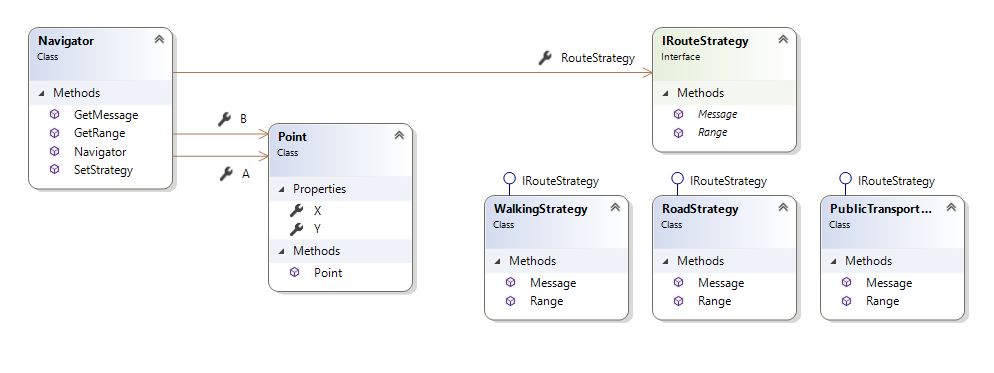 Navigator
Class
Methods
GetMessage
GetRange
Navigator
SetStrategy
RouteStrategy
B
A
Point
Class
Properties
X
Y
Methods
Point
IRouteStrategy
Interface
Methods
Message
Range
IRouteStrategy
WalkingStrategy
Class
Methods
Message
Range
IRouteStrategy
RoadStrategy
Class
Methods
Message
Range
IRouteStrategy
PublicTransport...
Class
Methods
Message
Range